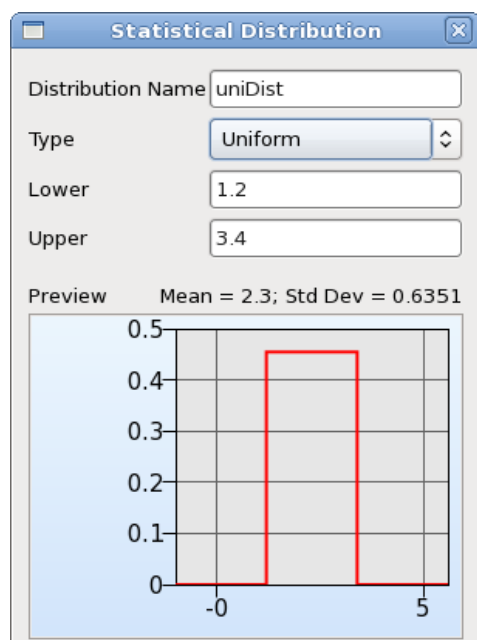 Statistical Distribution
Distribution Name uniDist
Type Uniform
Lower 1.2
Upper 3.4
Preview Mean = 2.3; Std Dev = 0.6351
0.5
0.4
0.3
0.2
0.1
0
-0 5